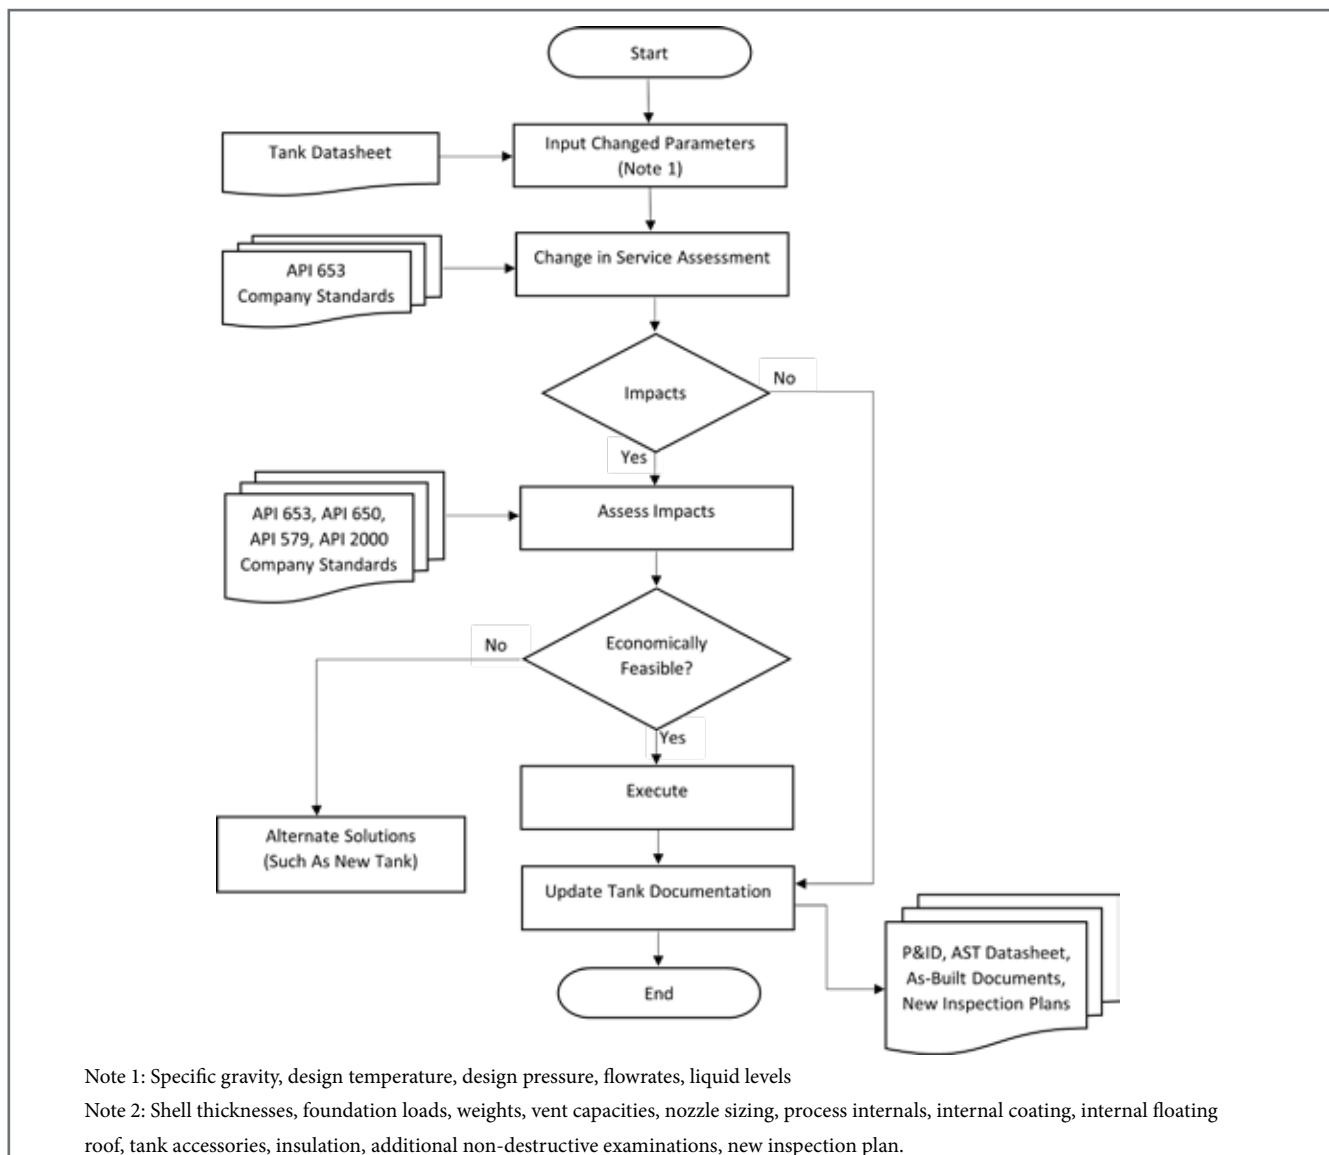 Start
Tank Datasheet
Input Changed Parameters
(Note 1)
API 653
Company Standards
Change in Service Assessment
Impacts
No
Yes
API 653, API 650,
API 579, API 2000
Company Standards
Assess Impacts
No
Economically
Feasible?
Yes
Execute
Alternate Solutions
(Such As New Tank)
Update Tank Documentation
P&ID, AST Datasheet,
As-Built Documents,
New Inspection Plans
End
Note 1: Specific gravity, design temperature, design pressure, flowrates, liquid levels
Note 2: Shell thicknesses, foundation loads, weights, vent capacities, nozzle sizing, process internals, internal coating, internal floating
roof, tank accessories, insulation, additional non-destructive examinations, new inspection plan.